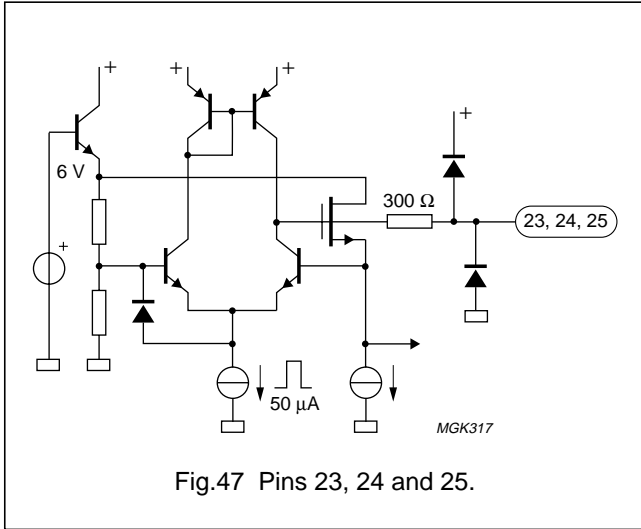 + + +
6 V
+
300 Ω
+
23, 24, 25
50 μA
MGK317
Fig.47 Pins 23, 24 and 25.